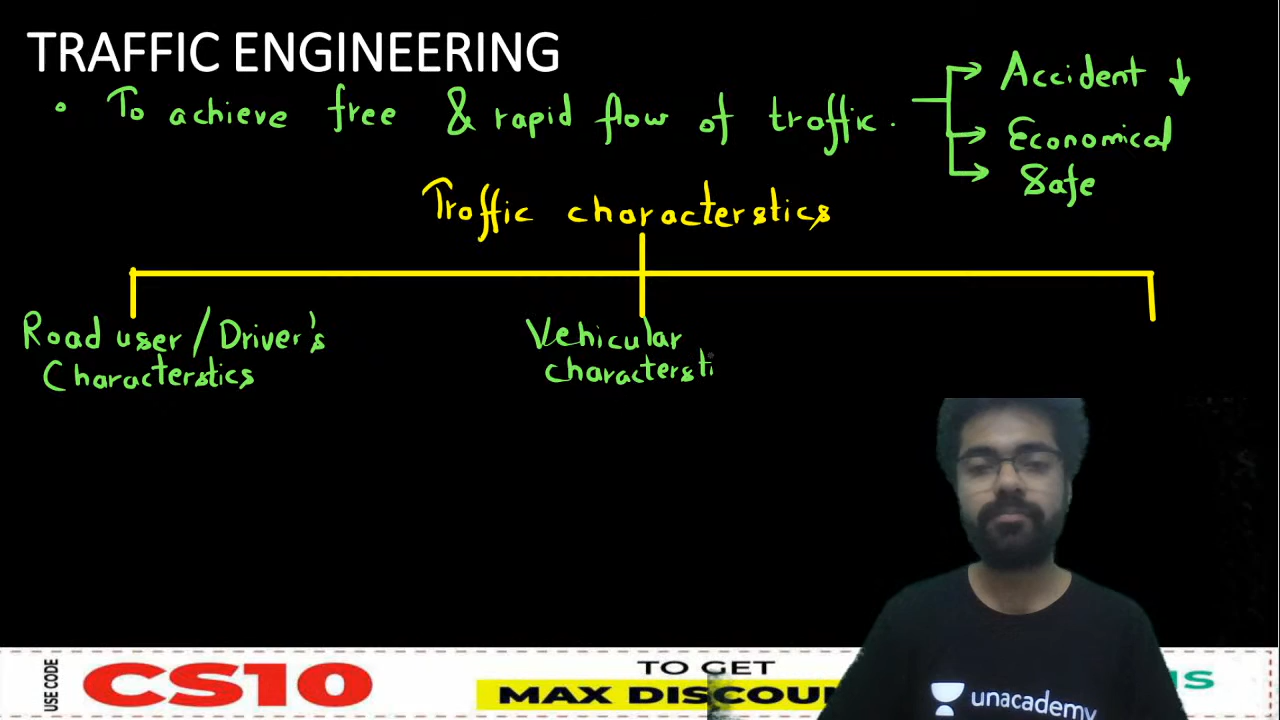 TRAFFIC ENGINEERING
• To achieve free & rapid flow of traffic.
Accident ↓
Economical
Safe
Traffic characterstics
Road user / Driver's
Characterstics
Vehicular
charactersti
USE CODE
CS10
TO GET
MAX DISCOU
unacademy